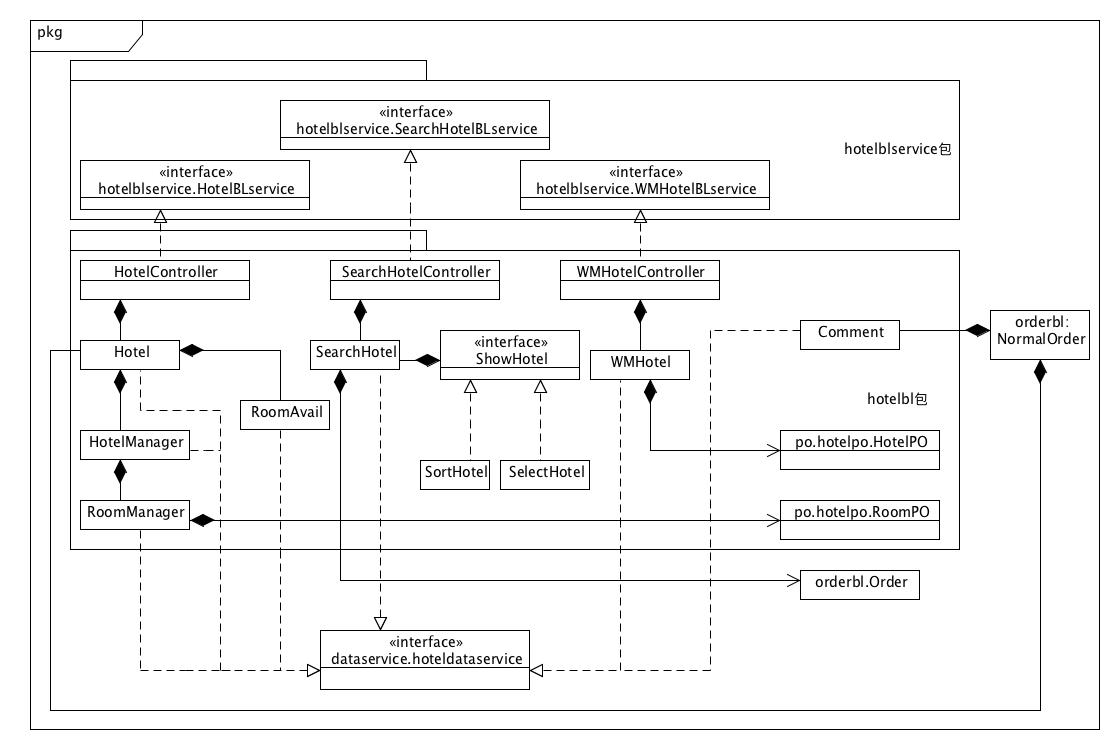 pkg
«interface»
hotelblservice.SearchHotelBLservice
hotelblservice包
«interface»
hotelblservice.HotelBLservice
«interface»
hotelblservice.WMHotelBLservice
HotelController
SearchHotelController
WMHotelController
Comment
orderbl:
NormalOrder
Hotel
SearchHotel
«interface»
ShowHotel
WMHotel
RoomAvail
hotelbl包
HotelManager
po.hotelpo.HotelPO
SortHotel
SelectHotel
RoomManager
po.hotelpo.RoomPO
orderbl.Order
«interface»
dataservice.hoteldataservice